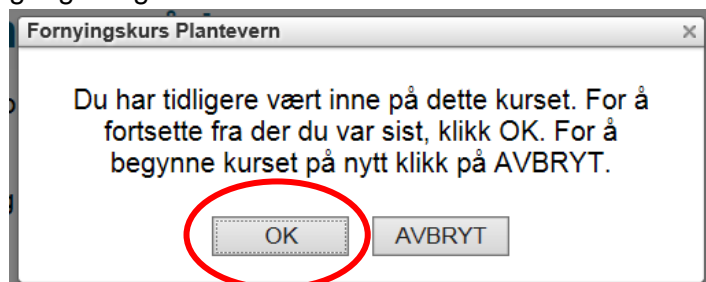 Fornyingskurs Plantevern
Du har tidligere vært inne på dette kurset. For å
fortsette fra der du var sist, klikk OK. For å
begynne kurset på nytt klikk på AVBRYT.
OK
AVBRYT